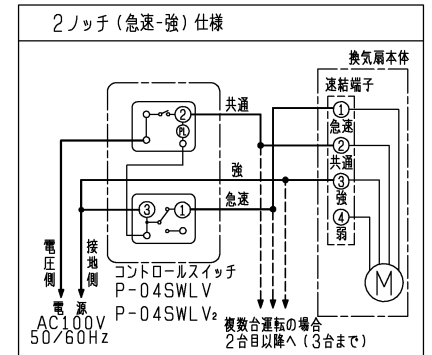 2ノッチ(急速-強)仕様
換気扇本体
速結端子
①
急速
②
共通
③
強
④
弱
M
共通
②
PL
強
急速
③ ①
電圧側
接地側
コントロールスイッチ
P-04SWLV
P-04SWLV₂
電源
AC100V
50/60Hz
複数台運転の場合
2台目以降へ(3台まで)